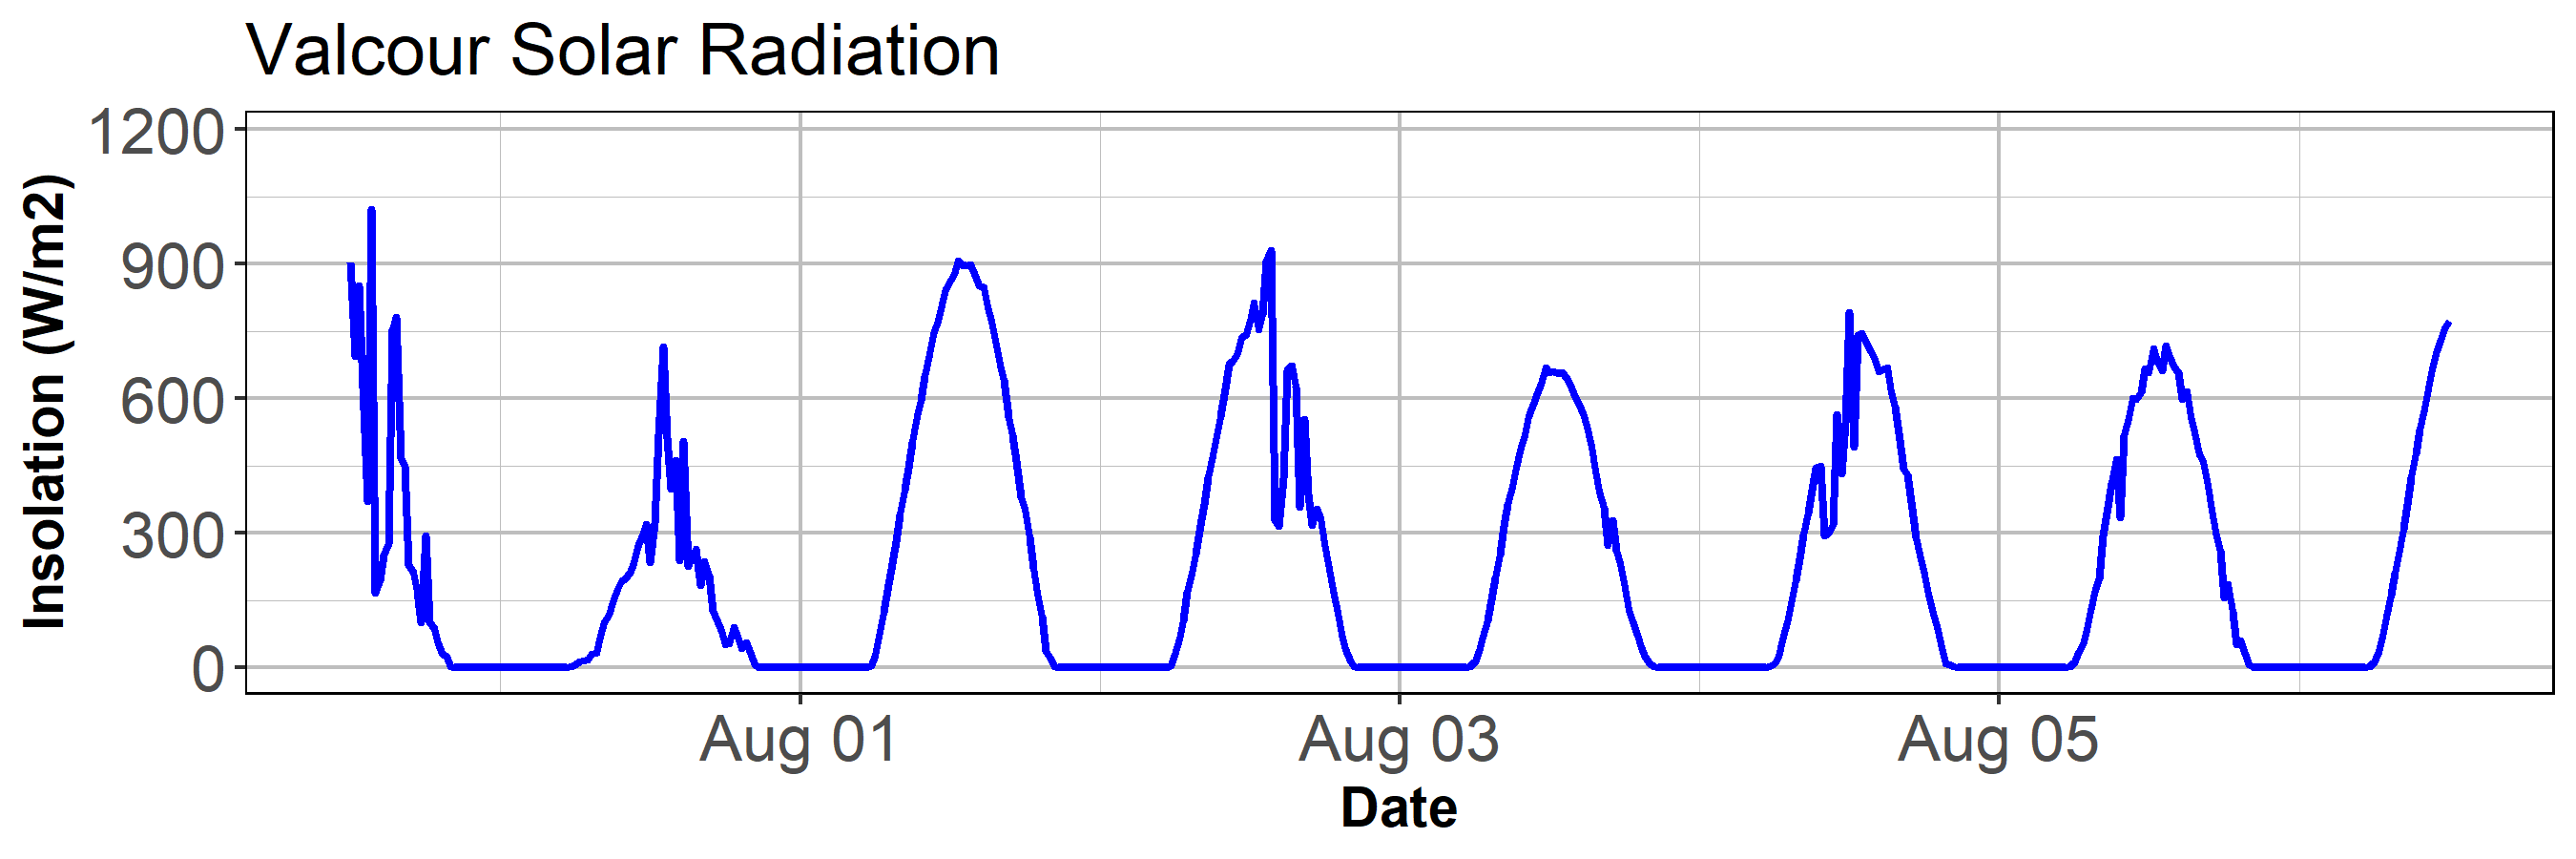 Valcour Solar Radiation
1200
900
600
300
0
Insolation (W/m2)
Aug 01
Aug 03
Aug 05
Date